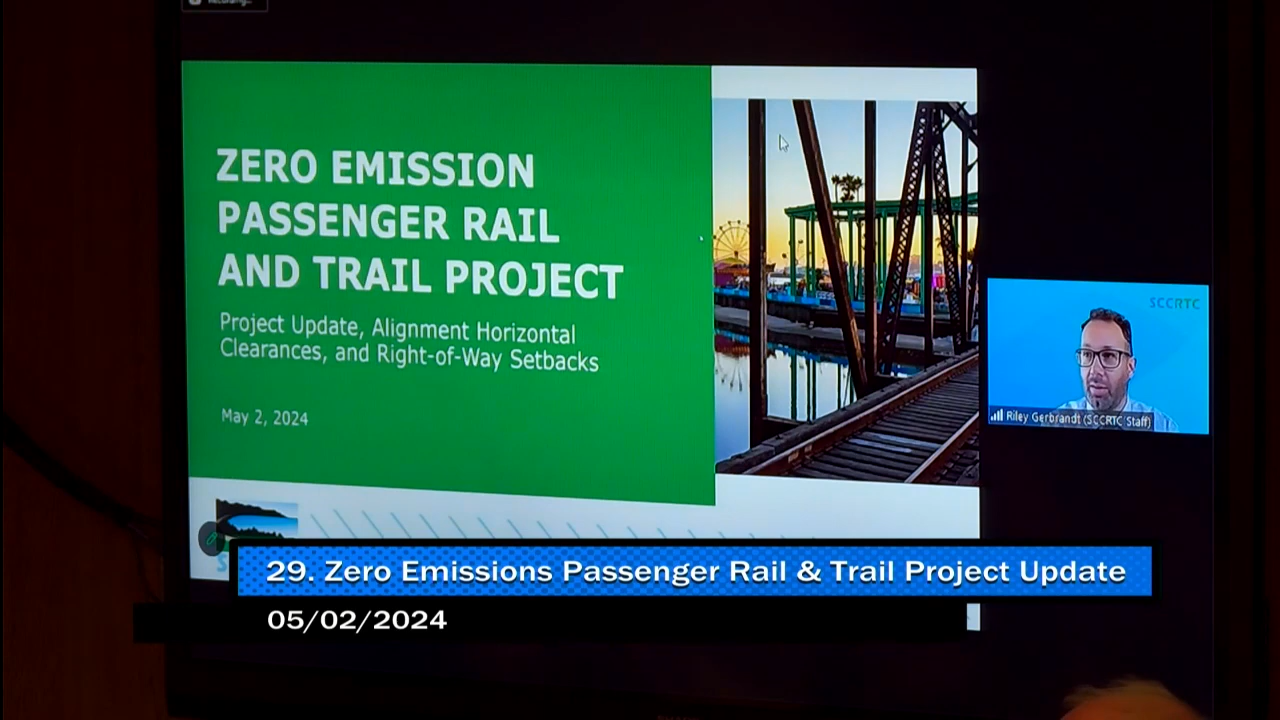 Recording...
ZERO EMISSION
PASSENGER RAIL
AND TRAIL PROJECT
Project Update, Alignment Horizontal
Clearances, and Right-of-Way Setbacks
May 2, 2024
SCCRTC
Riley Gerbrandt (SCCRTC Staff)
29. Zero Emissions Passenger Rail & Trail Project Update
05/02/2024